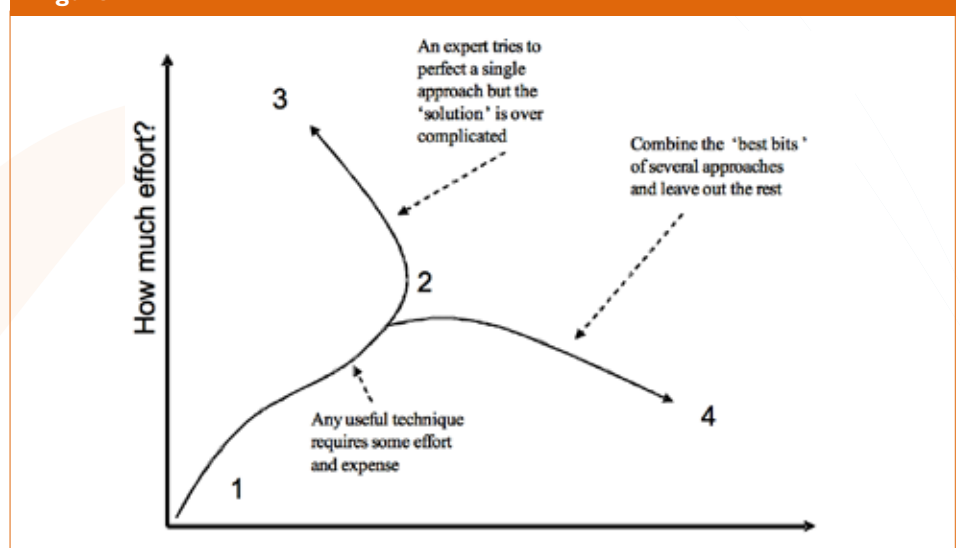 An expert tries to
perfect a single
approach but the
‘solution’ is over
complicated
3
How much effort?
Combine the ‘best bits’
of several approaches
and leave out the rest
2
4
Any useful technique
requires some effort
and expense
1